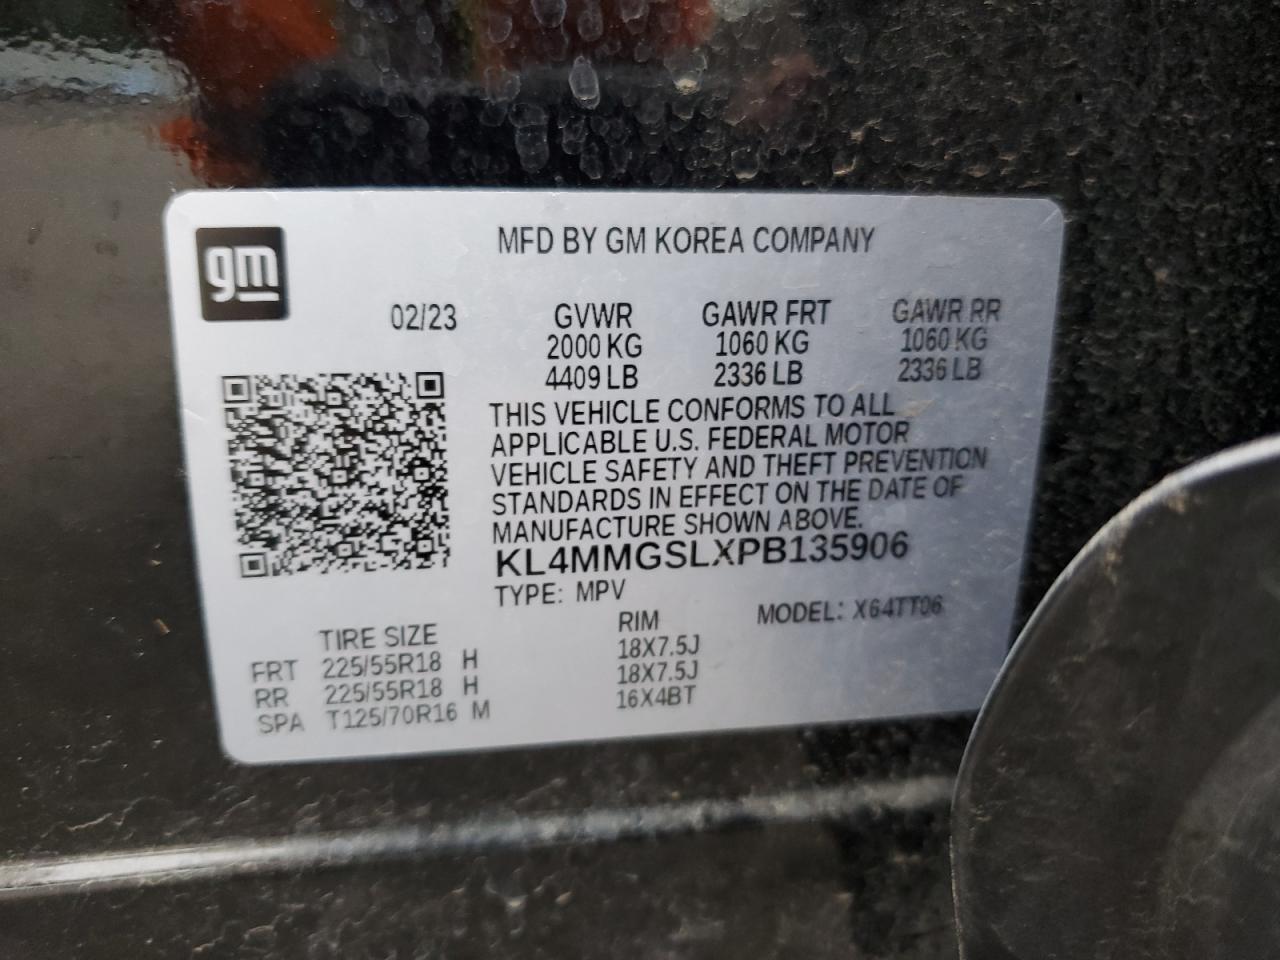 gm
MFD BY GM KOREA COMPANY
02/23 GVWR GAWR FRT GAWR RR
2000 KG 1060 KG 1060 KG
4409 LB 2336 LB 2336 LB
THIS VEHICLE CONFORMS TO ALL
APPLICABLE U.S. FEDERAL MOTOR
VEHICLE SAFETY AND THEFT PREVENTION
STANDARDS IN EFFECT ON THE DATE OF
MANUFACTURE SHOWN ABOVE.
KL4MMGSLXPB135906
TYPE: MPV MODEL: X64TT06
TIRE SIZE RIM
FRT 225/55R18 H 18X7.5J
RR 225/55R18 H 18X7.5J
SPA T125/70R16 M 16X4BT